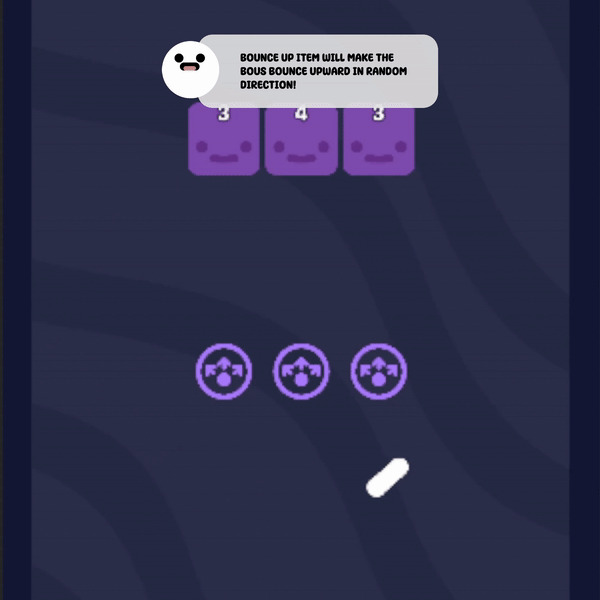 BOUNCE UP ITEM WILL MAKE THE
BOUS BOUNCE UPWARD IN RANDOM
DIRECTION!
3 4 3